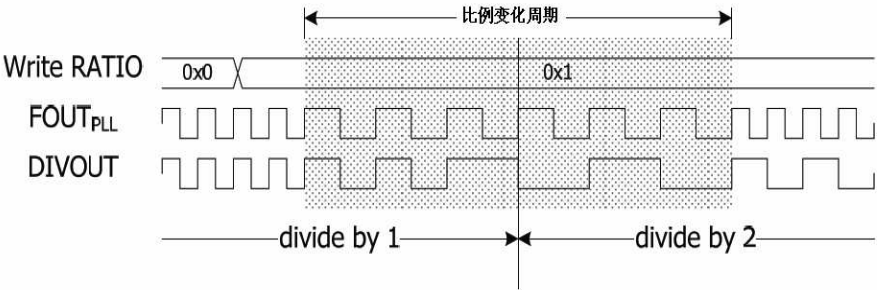 比例变化周期
Write RATIO 0x0 0x1
FOUTPLL
DIVOUT
divide by 1 divide by 2